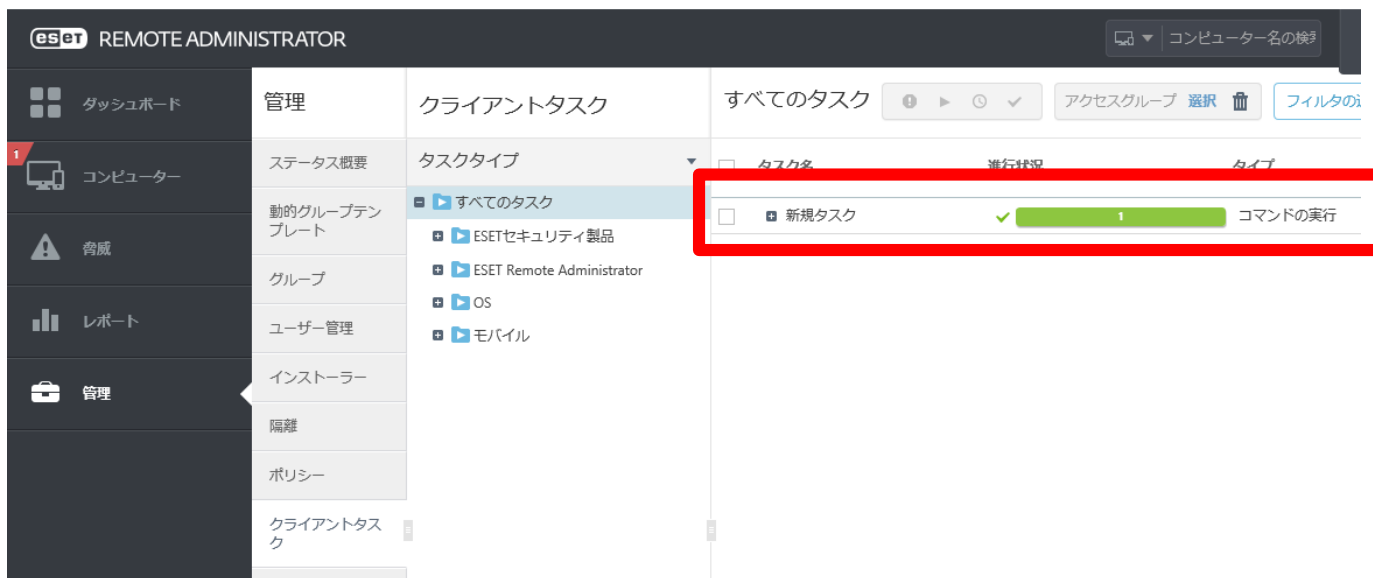 eset REMOTE ADMINISTRATOR
コンピューター名の検
ダッシュボード
1
コンピューター
脅威
レポート
管理
管理
ステータス概要
動的グループテン
プレート
グループ
ユーザー管理
インストーラー
隔離
ポリシー
クライアントタス
ク
クライアントタスク
タスクタイプ
すべてのタスク
ESETセキュリティ製品
ESET Remote Administrator
OS
モバイル
すべてのタスク
アクセスグループ 選択
フィルタの
タスク名 進行状況 タイプ
新規タスク 1 コマンドの実行